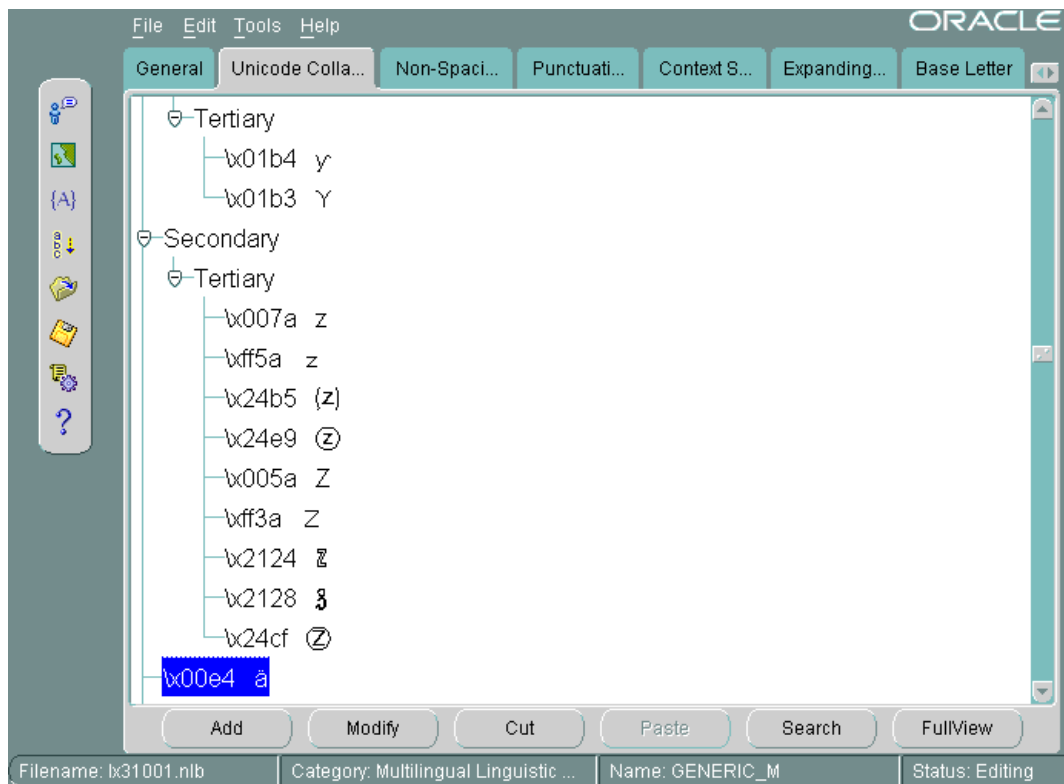 File Edit Tools Help
ORACLE
General Unicode Colla... Non-Spaci... Punctuati... Context S... Expanding... Base Letter
{A}
a
b
c
?
Tertiary
\x01b4 ƴ
\x01b3 Ƴ
Secondary
Tertiary
\x007a z
\xff5a z
\x24b5 ⒵
\x24e9 ⓩ
\x005a Z
\xff3a Z
\x2124 ℤ
\x2128 ℨ
\x24cf Ⓩ
\x00e4 ä
Add Modify Cut Paste Search FullView
Filename: lx31001.nlb Category: Multilingual Linguistic ... Name: GENERIC_M Status: Editing